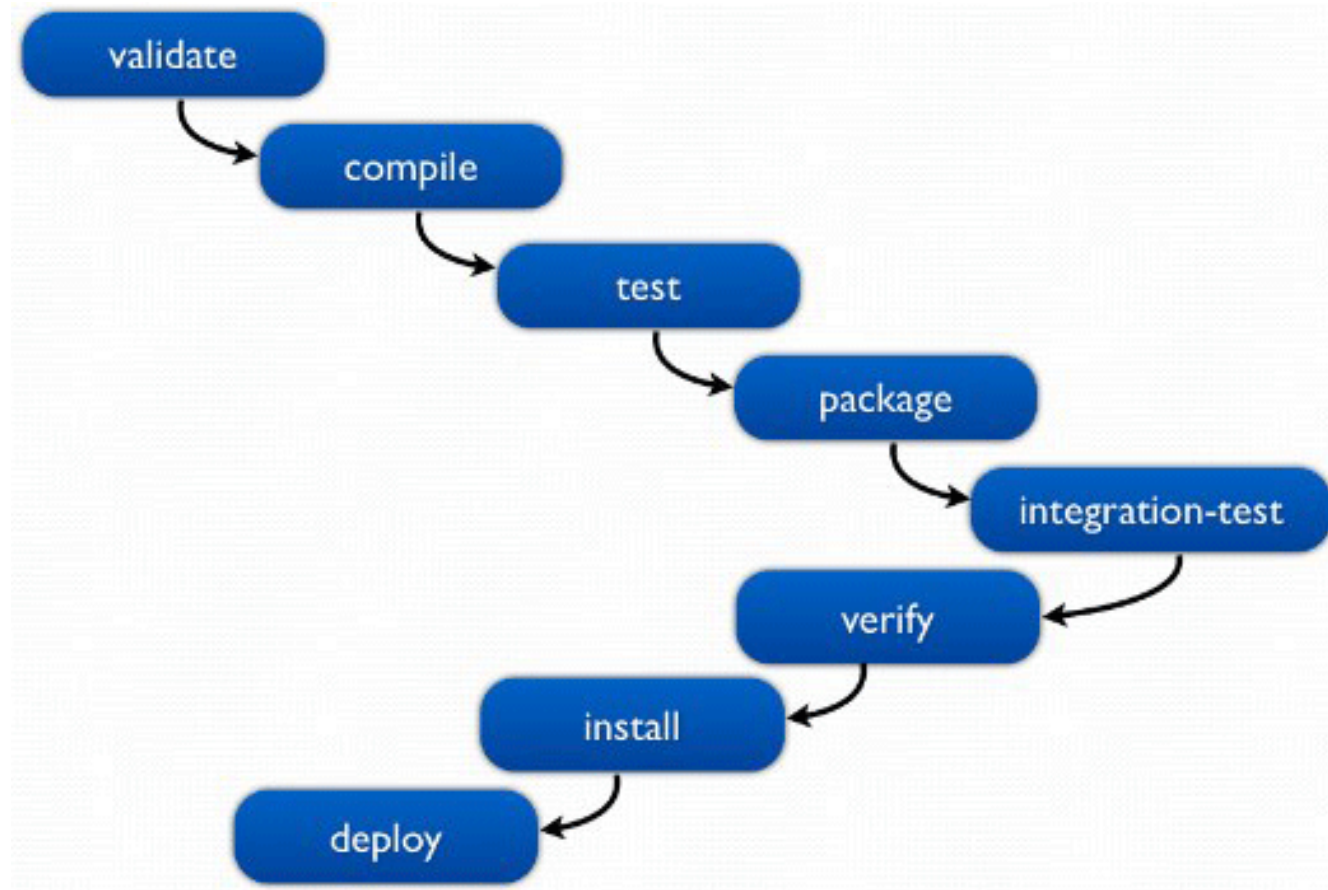 validate
compile
test
package
integration-test
verify
install
deploy